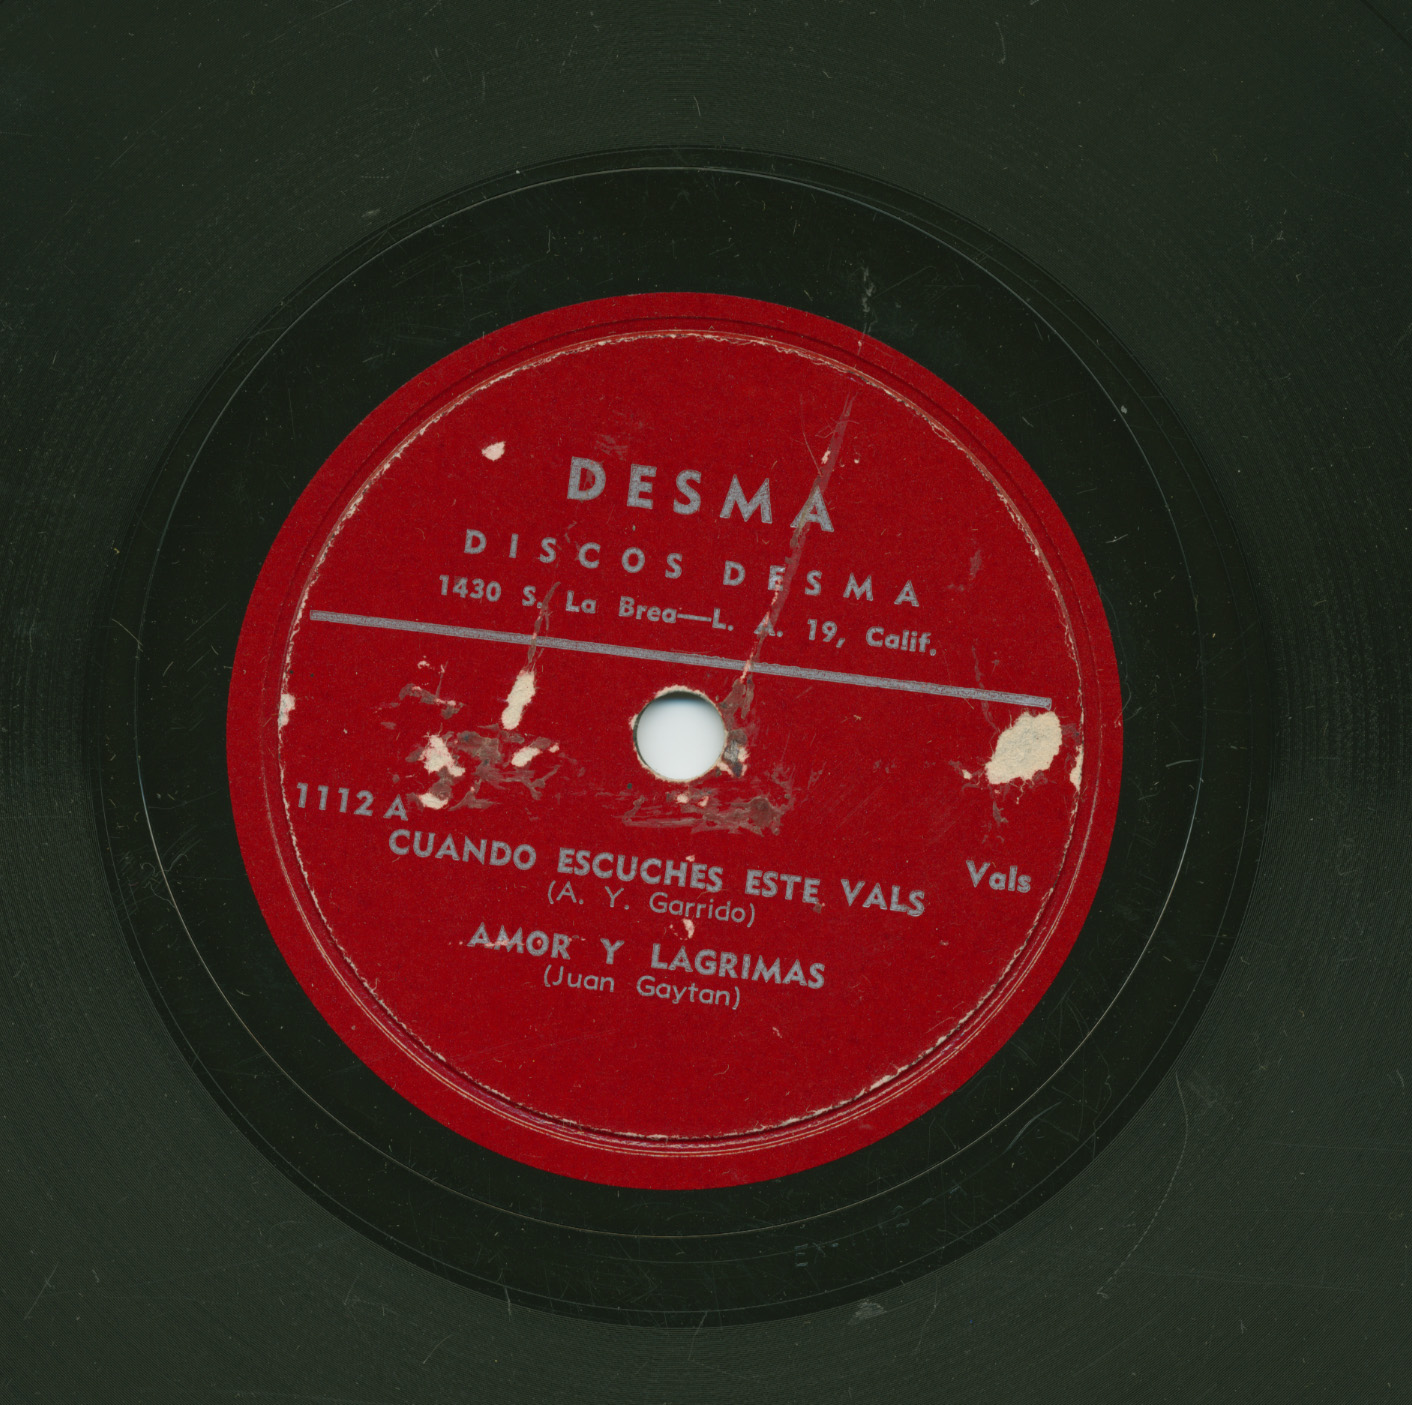 DESMA
DISCOS DESMA
1430 S. La Brea—L. A. 19, Calif.
1112 A
CUANDO ESCUCHES ESTE VALS
Vals
(A. Y. Garrido)
AMOR Y LAGRIMAS
(Juan Gaytan)